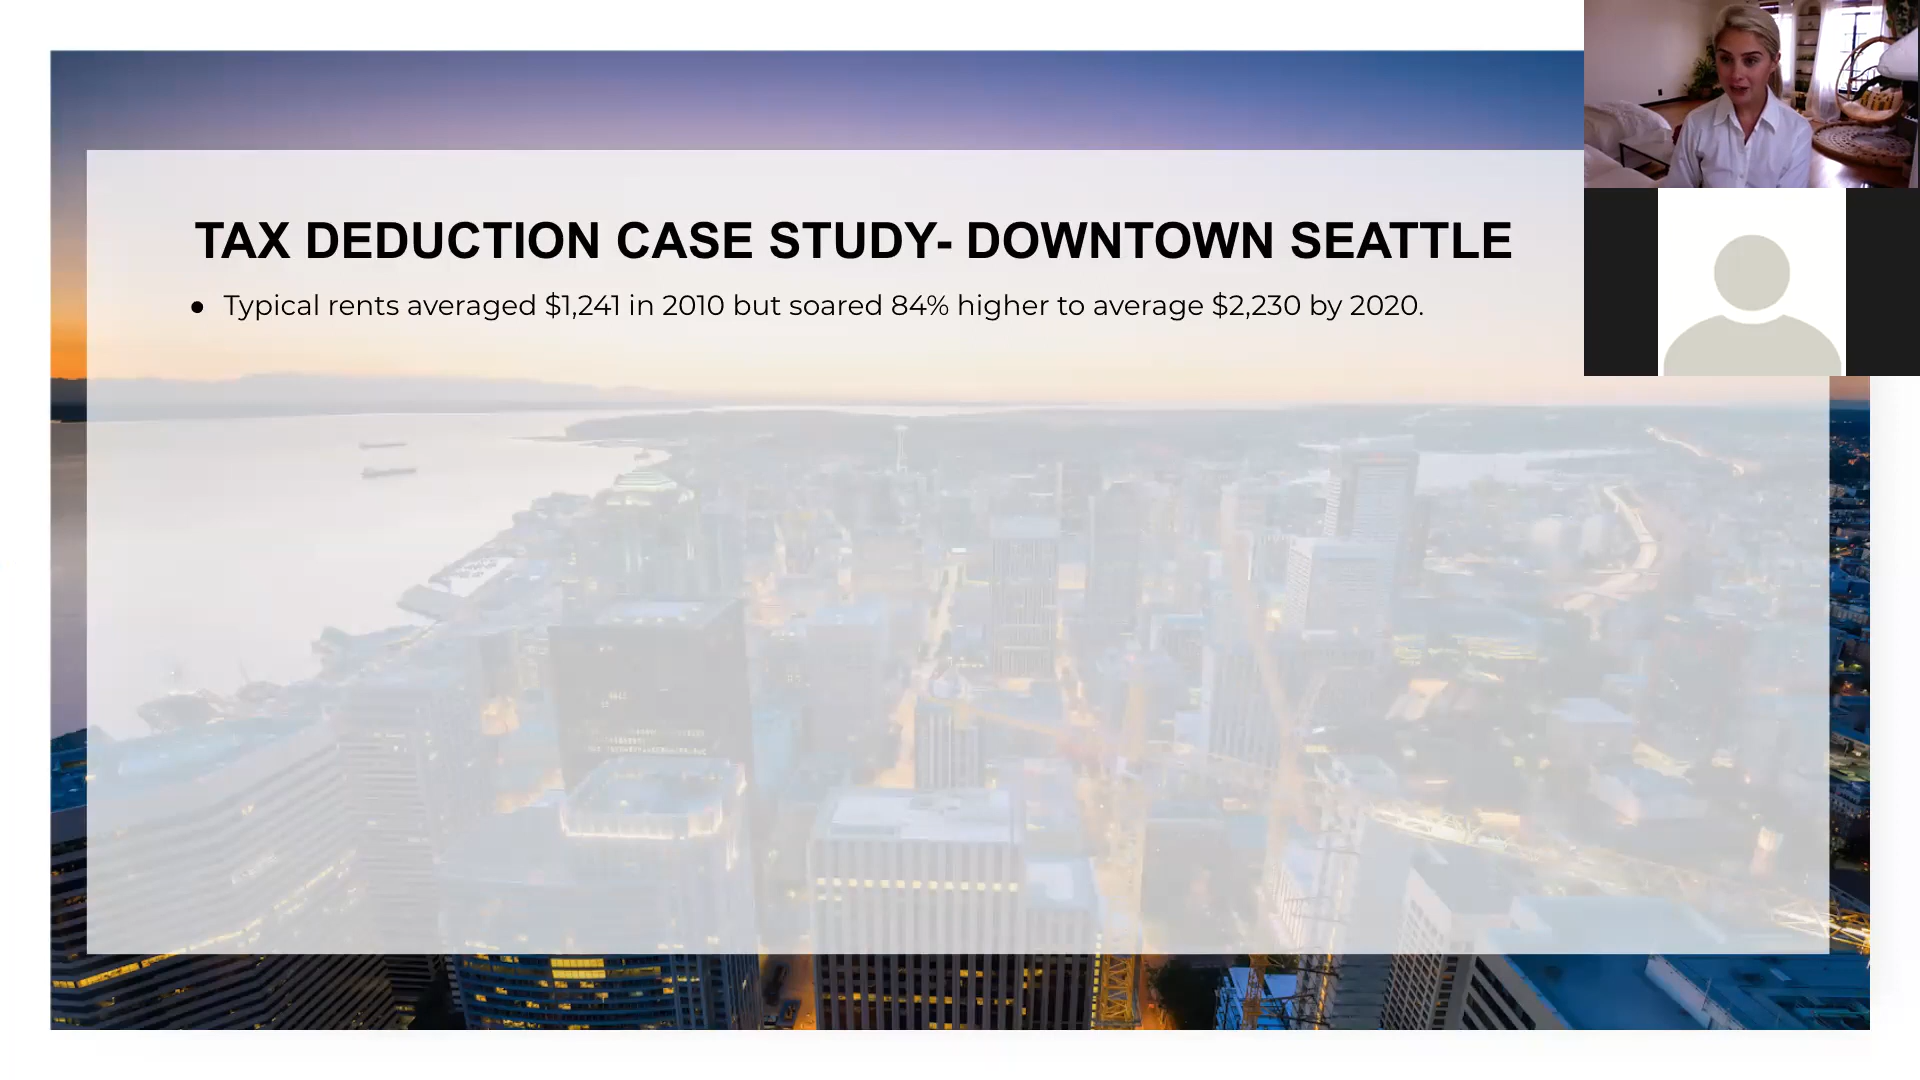 TAX DEDUCTION CASE STUDY- DOWNTOWN SEATTLE
● Typical rents averaged $1,241 in 2010 but soared 84% higher to average $2,230 by 2020.